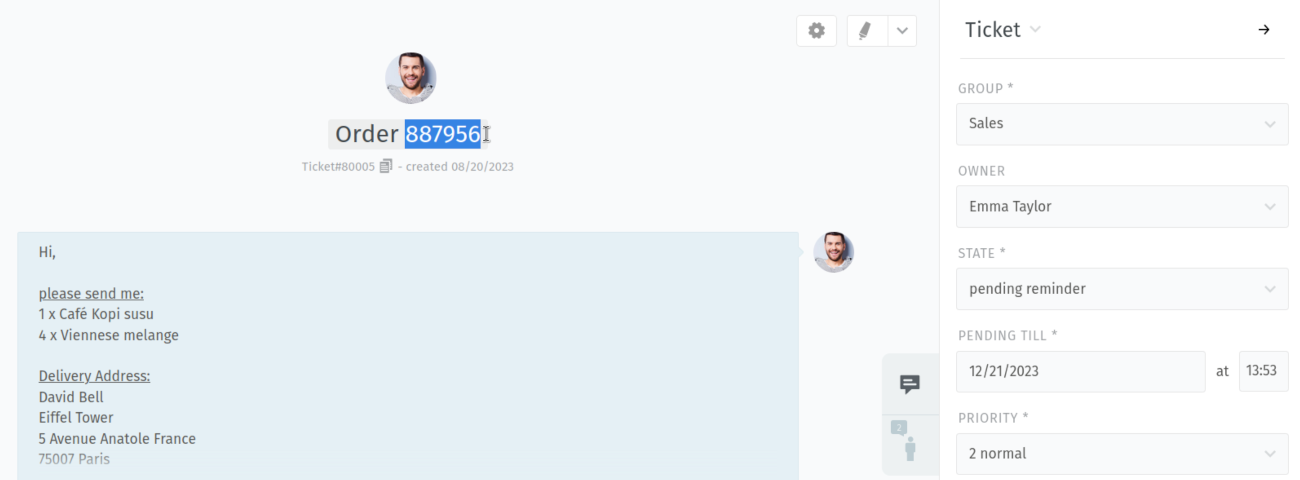 Order 887956
Ticket#80005 - created 08/20/2023
Hi,
please send me:
1 x Café Kopi susu
4 x Viennese melange
Delivery Address:
David Bell
Eiffel Tower
5 Avenue Anatole France
75007 Paris
2
Ticket
GROUP *
Sales
OWNER
Emma Taylor
STATE *
pending reminder
PENDING TILL *
12/21/2023 at 13:53
PRIORITY *
2 normal